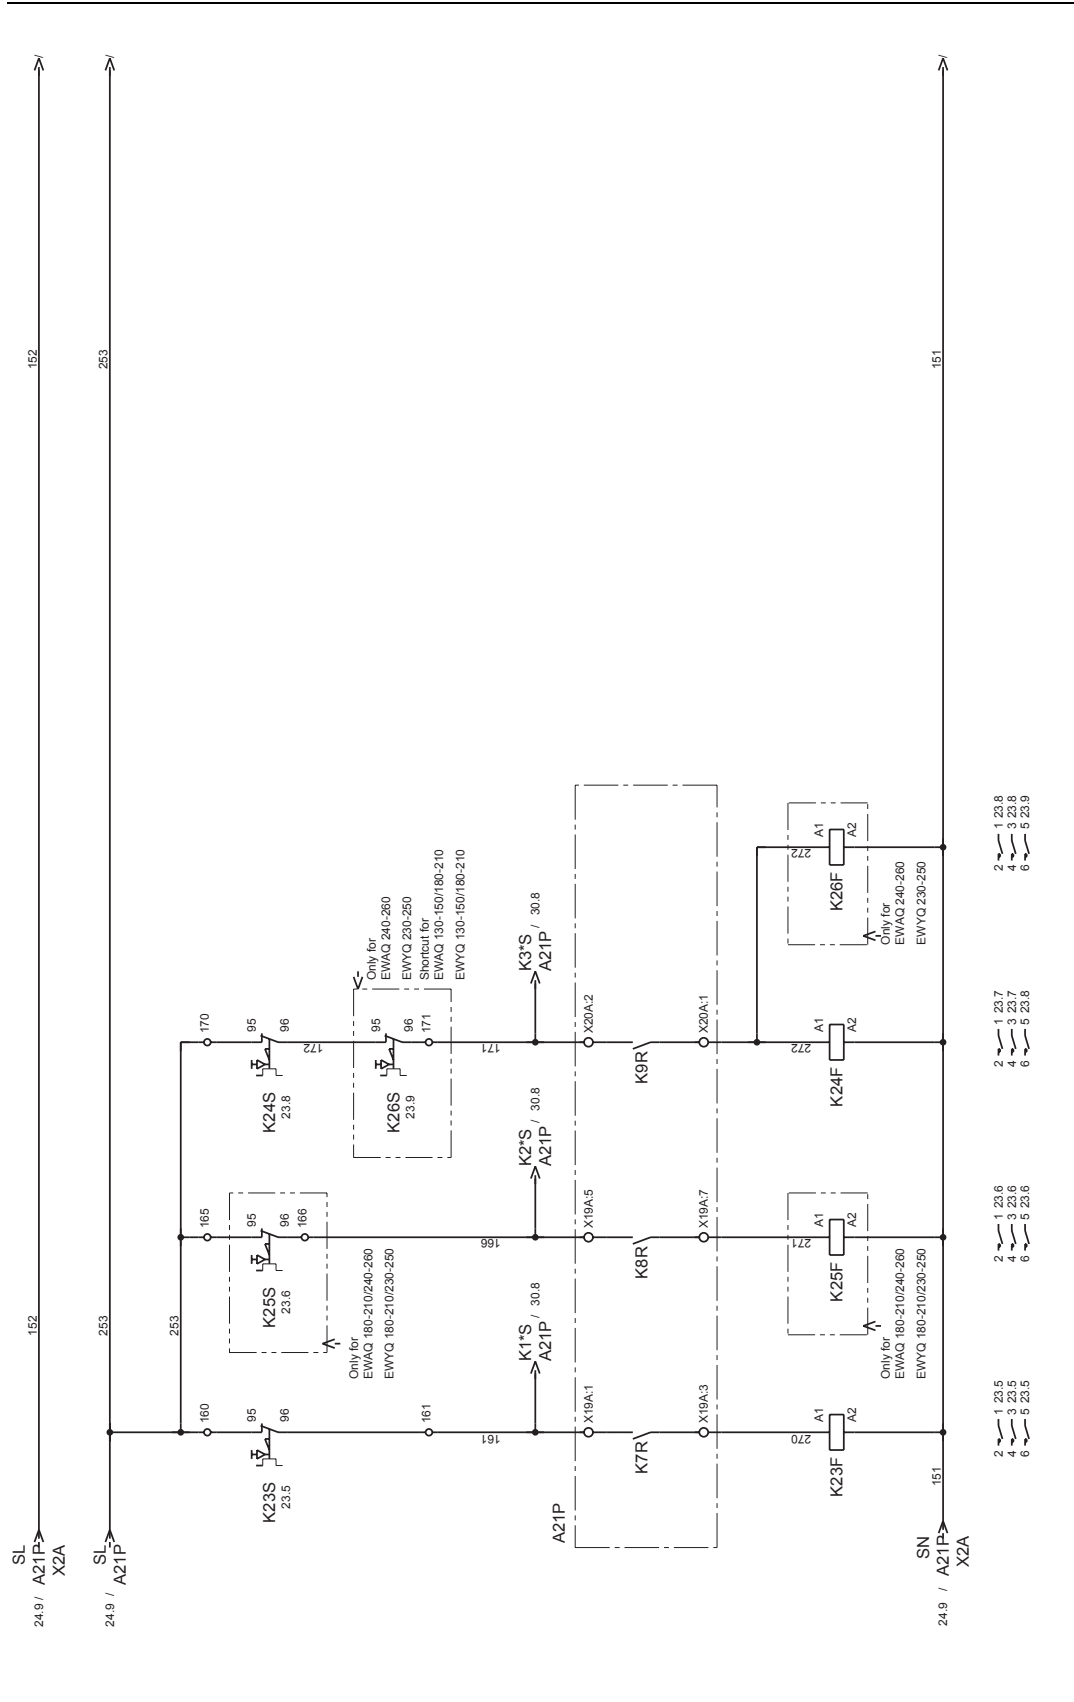 152
152
253
253
253
SL
A21P
X2A
24.9 /
SL
A21P
24.9 /
160
95
96
K23S
23.5
161
161
165
95
96
166
K25S
23.6
Only for
EWAQ 180-210/240-260
EWYQ 180-210/230-250
166
170
95
96
172
K24S
23.8
95
96
171
K26S
23.9
Only for
EWAQ 240-260
EWYQ 230-250
Shortcut for
EWAQ 130-150/180-210
EWYQ 130-150/180-210
171
K1*S
A21P / 30.8
K2*S
A21P / 30.8
K3*S
A21P / 30.8
A21P
X19A:1
K7R
X19A:3
X19A:5
K8R
X19A:7
X20A:2
K9R
X20A:1
270
A1
A2
K23F
271
A1
A2
K25F
Only for
EWAQ 180-210/240-260
EWYQ 180-210/230-250
272
A1
A2
K24F
272
A1
A2
K26F
Only for
EWAQ 240-260
EWYQ 230-250
SN
A21P
X2A
24.9 /
151
151
2 1 23.5
4 3 23.5
6 5 23.5
2 1 23.6
4 3 23.6
6 5 23.6
2 1 23.7
4 3 23.7
6 5 23.8
2 1 23.8
4 3 23.8
6 5 23.9